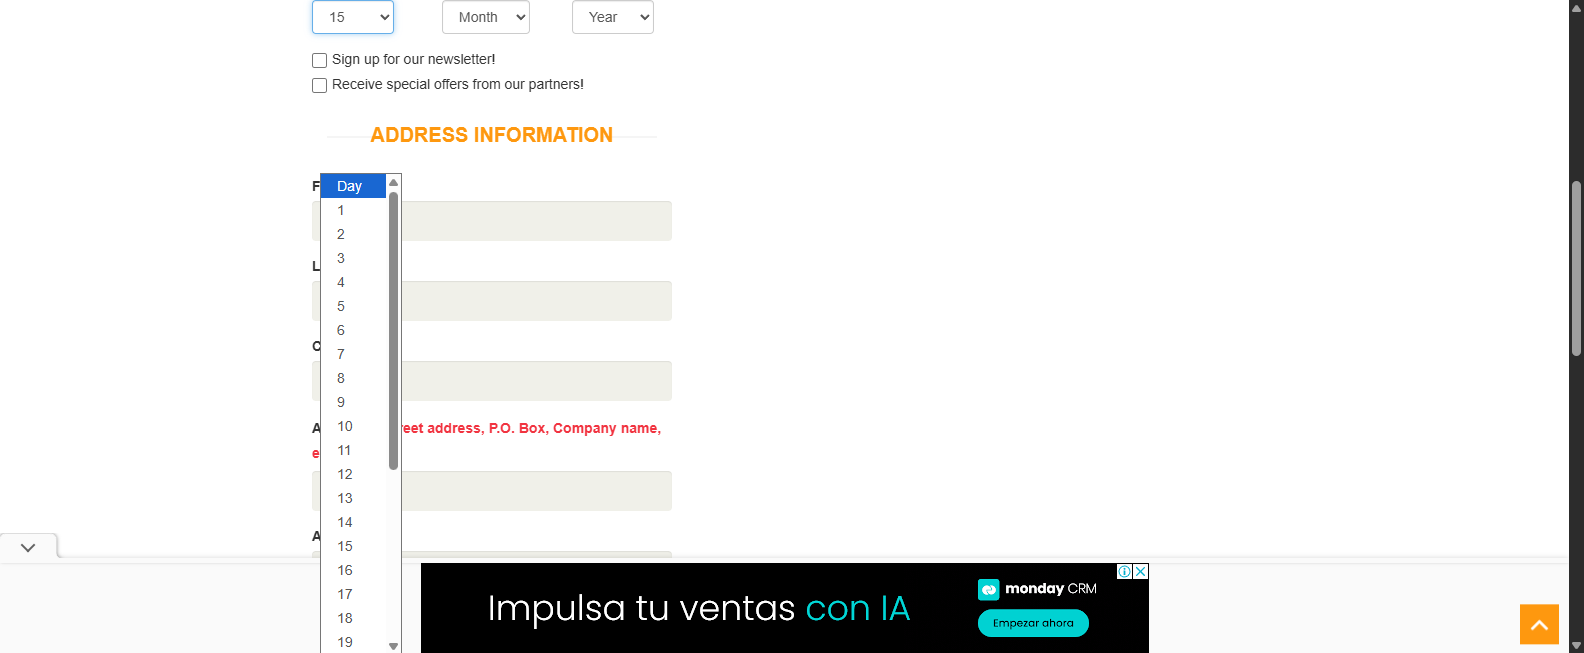 15 Month Year
Sign up for our newsletter!
Receive special offers from our partners!
ADDRESS INFORMATION
F
Day
1
2
3
L
4
5
6
C
7
8
9
10
A reet address, P.O. Box, Company name,
e
11
12
13
14
A
15
16
17
18
19
Impulsa tu ventas con IA
monday CRM
Empezar ahora